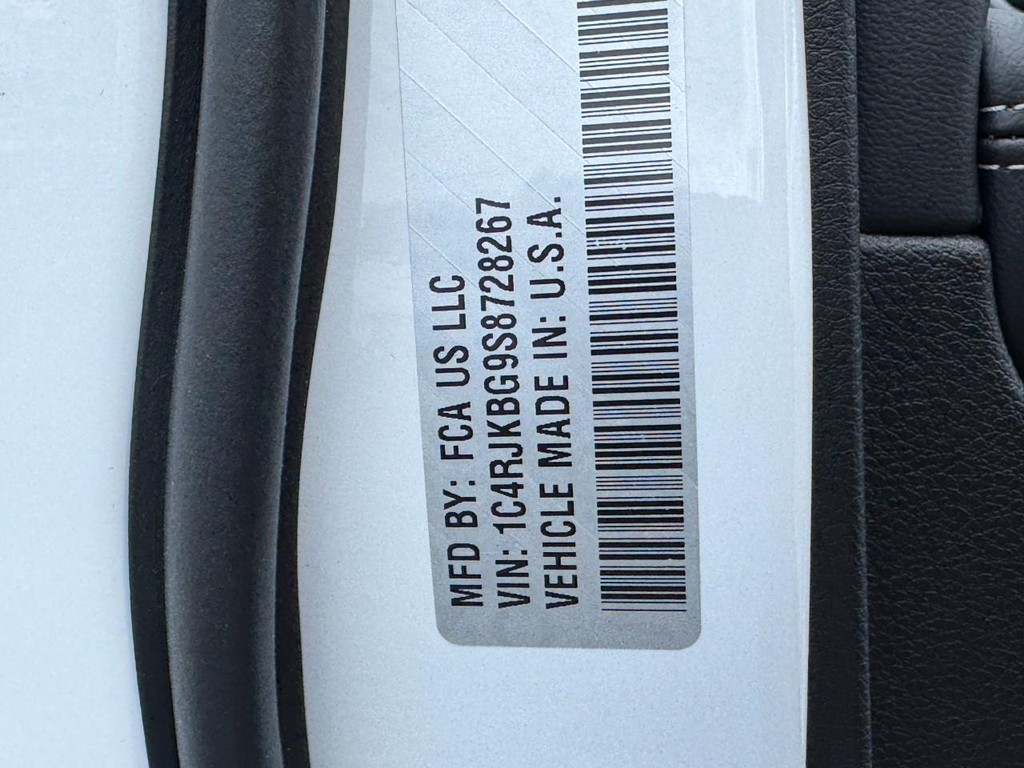 MFD BY: FCA US LLC
VIN: 1C4RJKBG9S8728267
VEHICLE MADE IN: U.S.A.